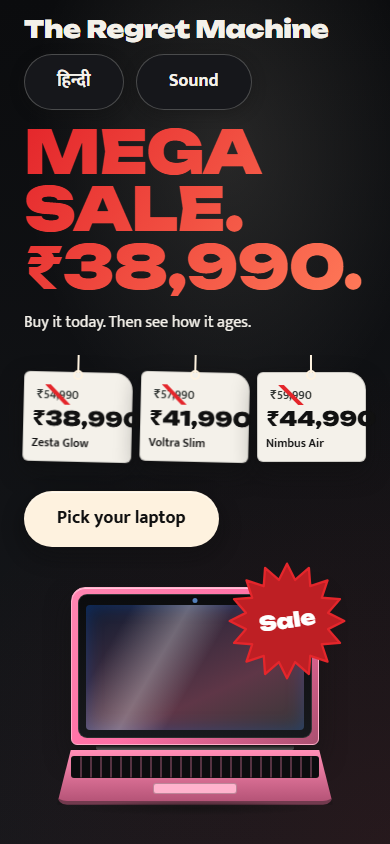 The Regret Machine
हिन्दी
Sound
MEGA
SALE.
₹38,990.
Buy it today. Then see how it ages.
₹54,990
₹38,990
Zesta Glow
₹57,990
₹41,990
Voltra Slim
₹59,990
₹44,990
Nimbus Air
Pick your laptop
Sale